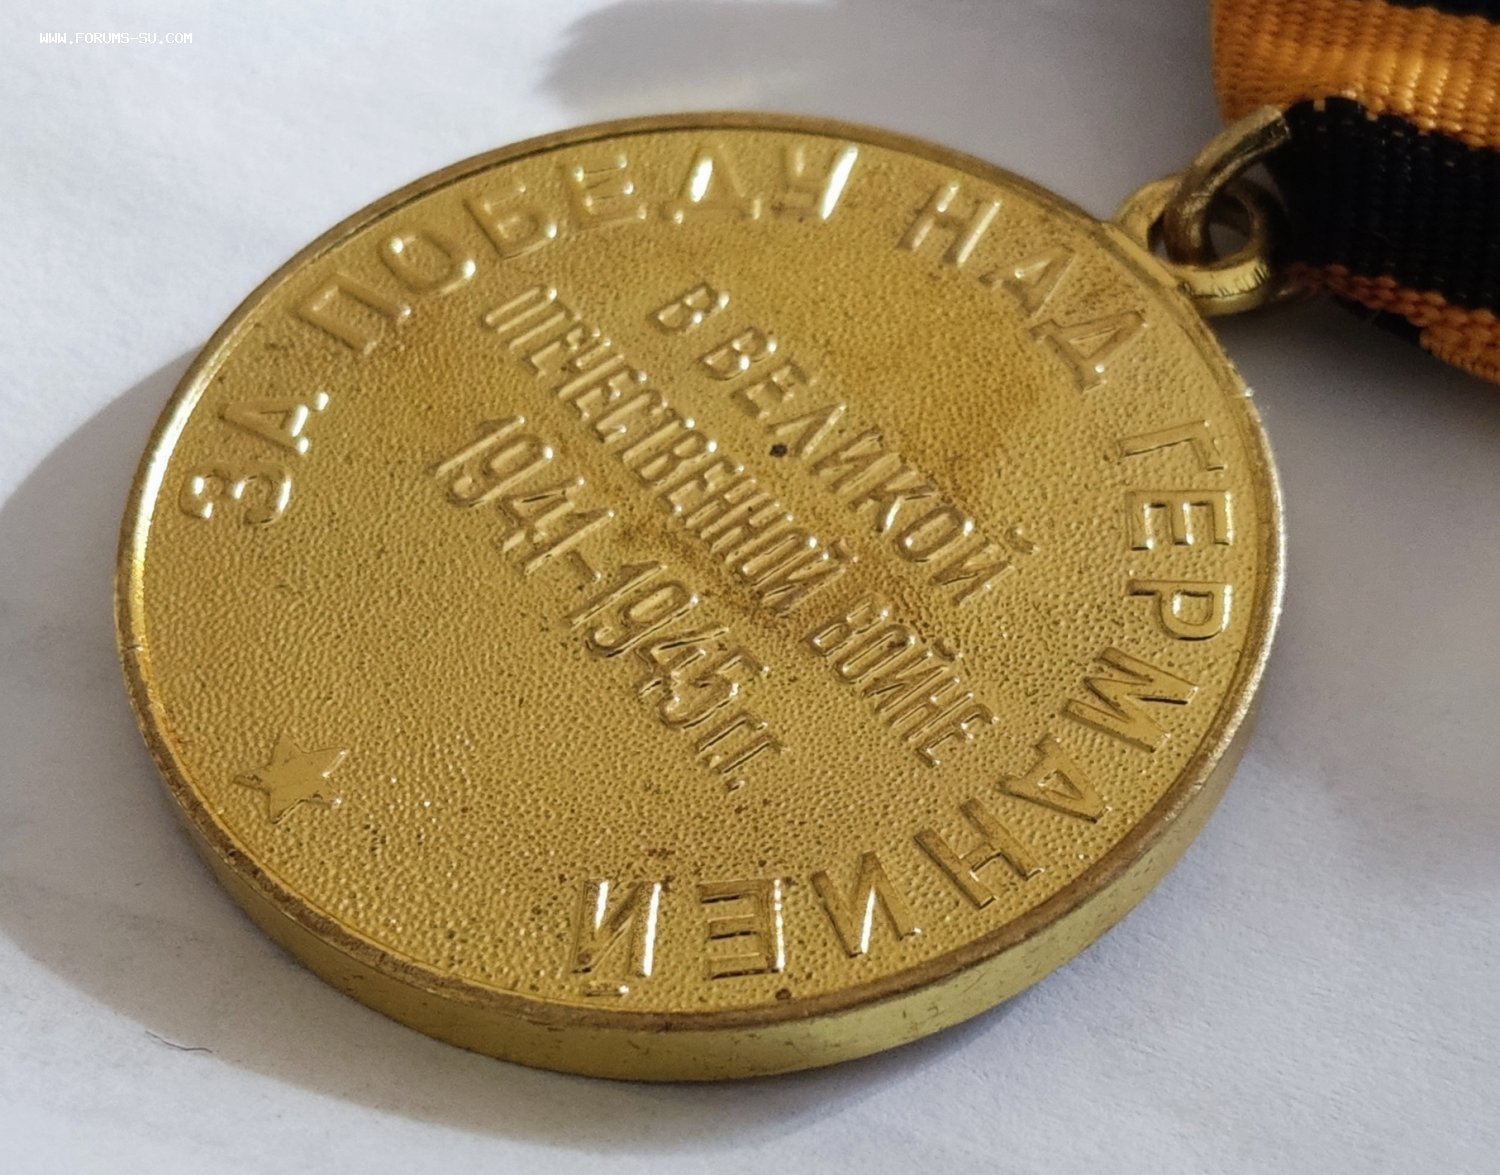 WWW.FORUMS-SU.COM
ЗА ПОБЕДУ НАД ГЕРМАНИЕЙ
В ВЕЛИКОЙ
ОТЕЧЕСТВЕННОЙ ВОЙНЕ
1941-1945 гг.